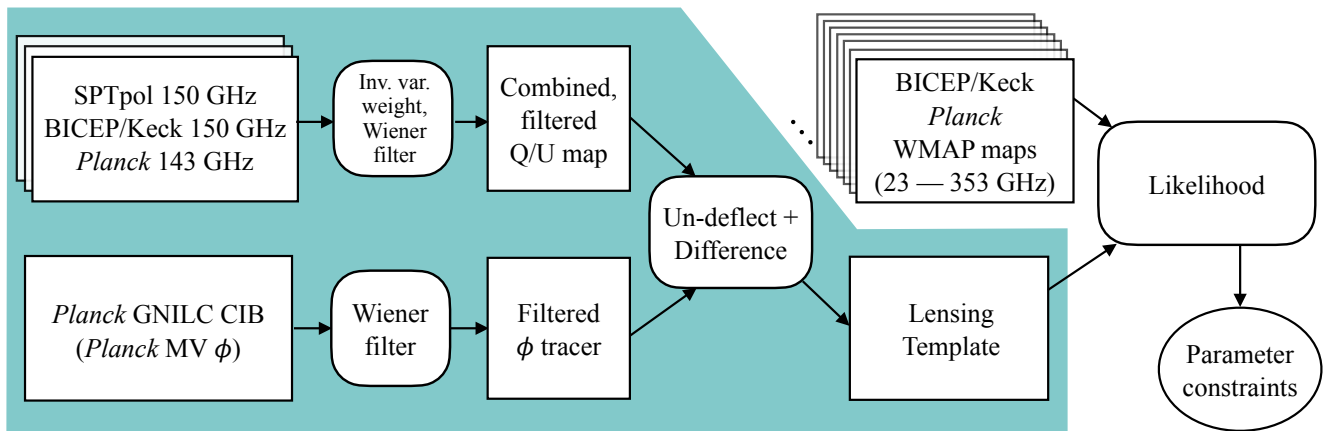 SPTpol 150 GHz
BICEP/Keck 150 GHz
Planck 143 GHz
Inv. var.
weight,
Wiener
filter
Combined,
filtered
Q/U map
Un-deflect +
Difference
BICEP/Keck
Planck
WMAP maps
(23 — 353 GHz)
Likelihood
Planck GNILC CIB
(Planck MV ϕ)
Wiener
filter
Filtered
ϕ tracer
Lensing
Template
Parameter
constraints